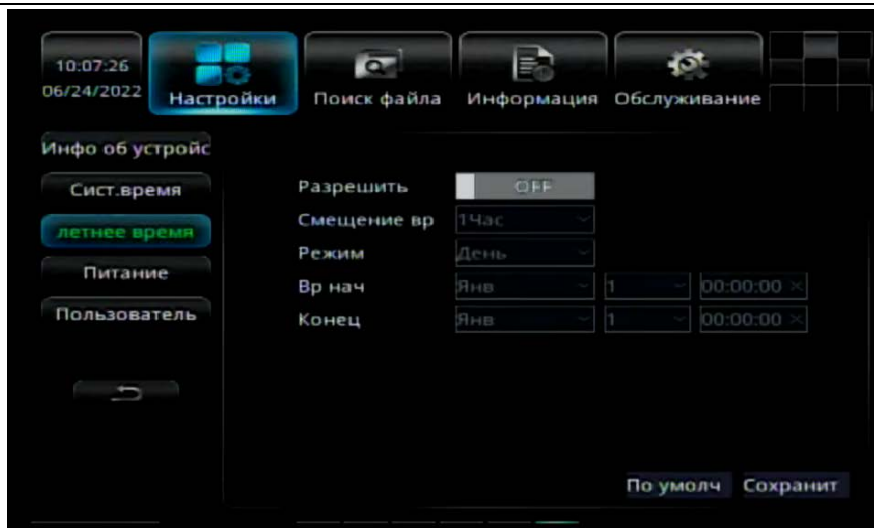 10:07:26
06/24/2022
Настройки
Поиск файла
Информация
Обслуживание
Инфо об устройс
Сист.время
летнее время
Питание
Пользователь
Разрешить OFF
Смещение вр 1Час
Режим День
Вр нач Янв 1 00:00:00
Конец Янв 1 00:00:00
По умолч Сохранит